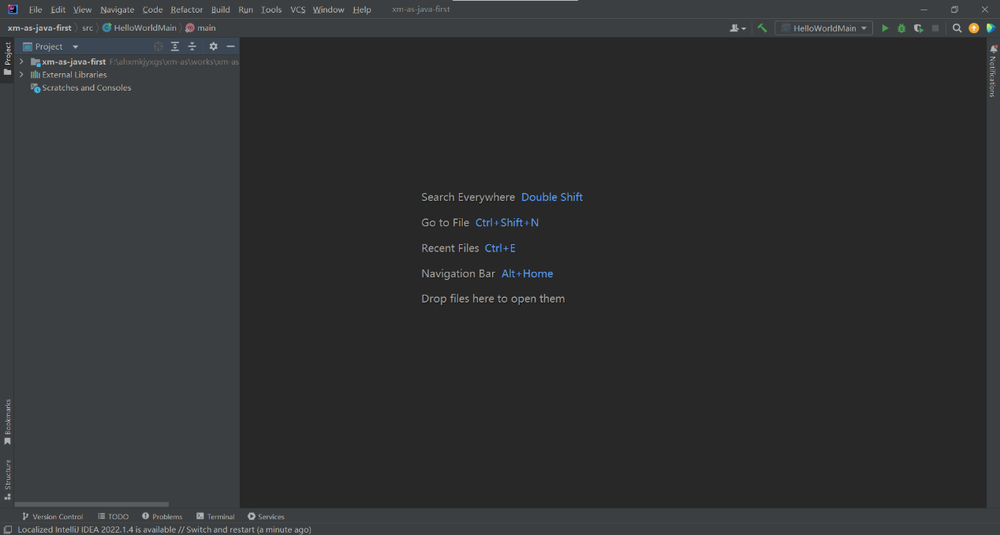 File Edit View Navigate Code Refactor Build Run Tools VCS Window Help xm-as-java-first
xm-as-java-first src HelloWorldMain main HelloWorldMain
Project Project
xm-as-java-first F:\ahxmkjyxgs\xm-as\works\xm-as
External Libraries
Scratches and Consoles
Notifications
Search Everywhere Double Shift
Go to File Ctrl+Shift+N
Recent Files Ctrl+E
Navigation Bar Alt+Home
Drop files here to open them
Bookmarks
Structure
Version Control TODO Problems Terminal Services
Localized IntelliJ IDEA 2022.1.4 is available // Switch and restart (a minute ago)